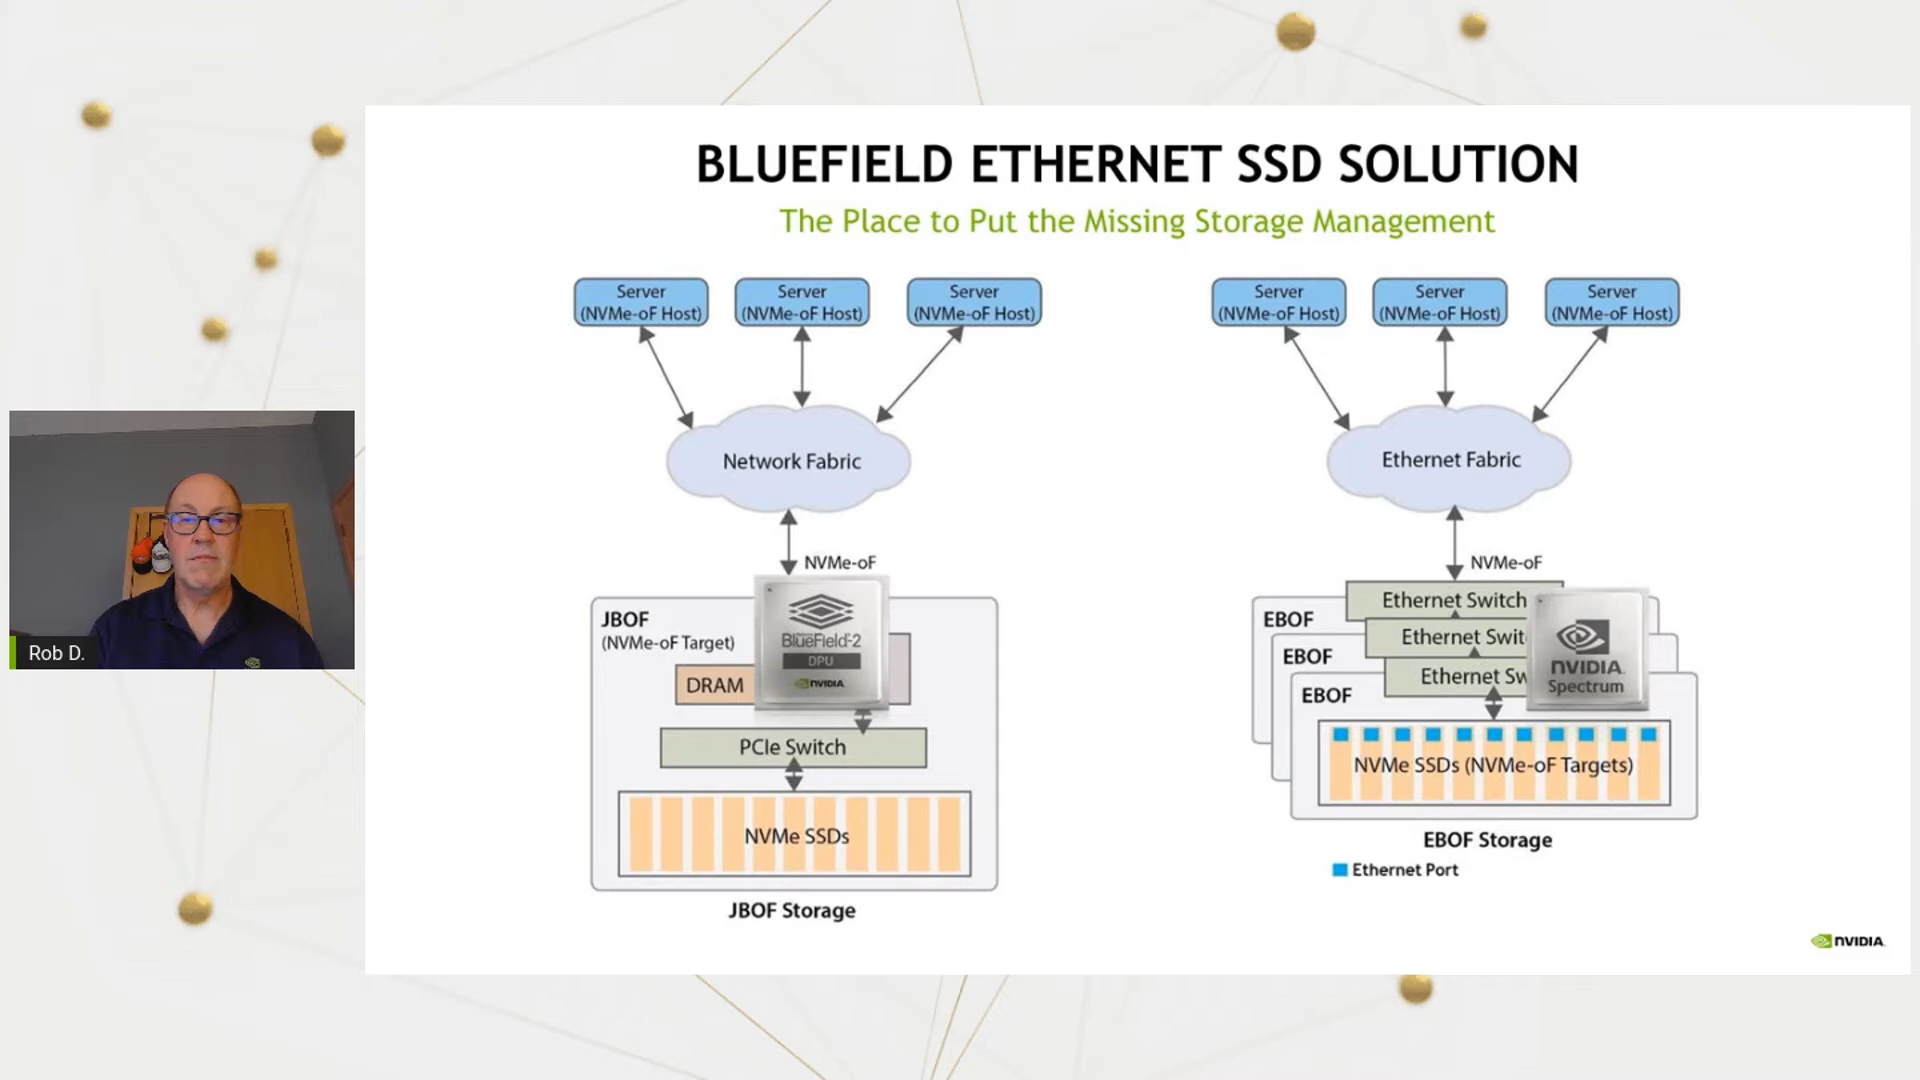 BLUEFIELD ETHERNET SSD SOLUTION
The Place to Put the Missing Storage Management
Server
(NVMe-oF Host)
Server
(NVMe-oF Host)
Server
(NVMe-oF Host)
Network Fabric
NVMe-oF
JBOF
(NVMe-oF Target)
BlueField-2
DPU
NVIDIA
DRAM
PCIe Switch
NVMe SSDs
JBOF Storage
Server
(NVMe-oF Host)
Server
(NVMe-oF Host)
Server
(NVMe-oF Host)
Ethernet Fabric
NVMe-oF
EBOF
Ethernet Switch
EBOF
Ethernet Swit
EBOF
Ethernet Sw
NVIDIA
Spectrum
NVMe SSDs (NVMe-oF Targets)
EBOF Storage
Ethernet Port
NVIDIA
Rob D.